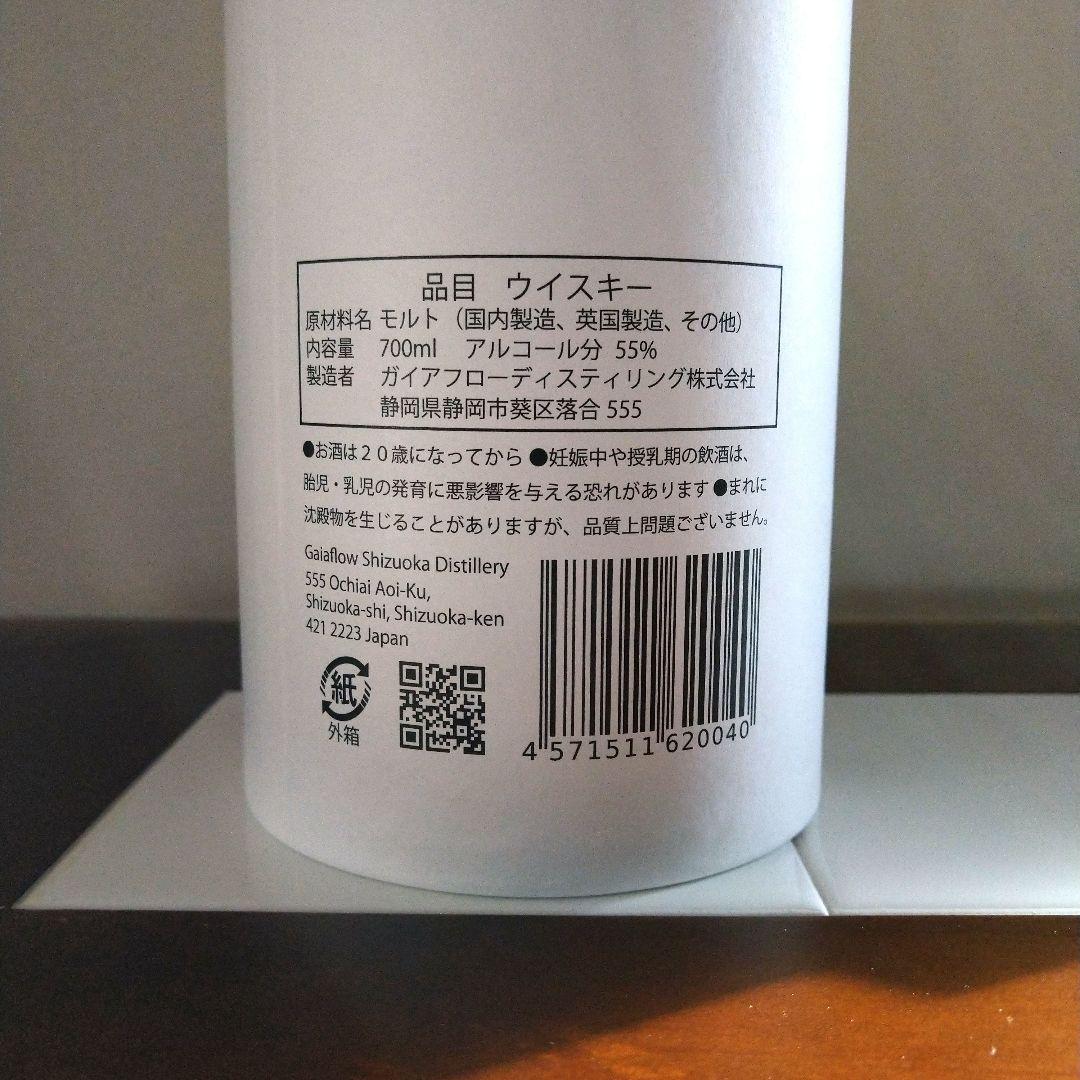 品目　ウイスキー
原材料名 モルト（国内製造、英国製造、その他）
内容量　700ml　アルコール分 55%
製造者　ガイアフローディスティリング株式会社
静岡県静岡市葵区落合 555
●お酒は２０歳になってから ●妊娠中や授乳期の飲酒は、
胎児・乳児の発育に悪影響を与える恐れがあります ●まれに
沈殿物を生じることがありますが、品質上問題ございません。
Gaiaflow Shizuoka Distillery
555 Ochiai Aoi-Ku,
Shizuoka-shi, Shizuoka-ken
421 2223 Japan
紙
外箱
4 571511 620040